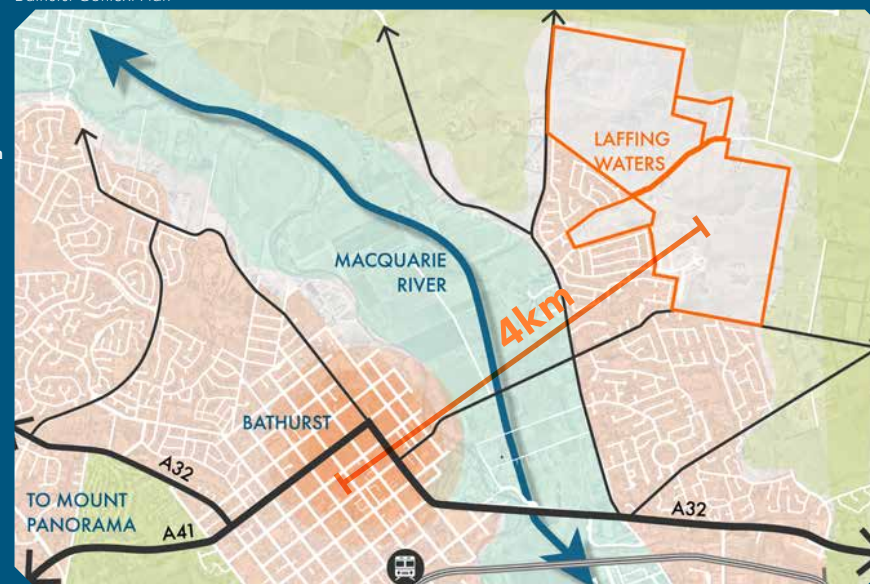 LAFFING
WATERS
MACQUARIE
RIVER
4km
BATHURST
A32
TO MOUNT
PANORAMA
A41
A32